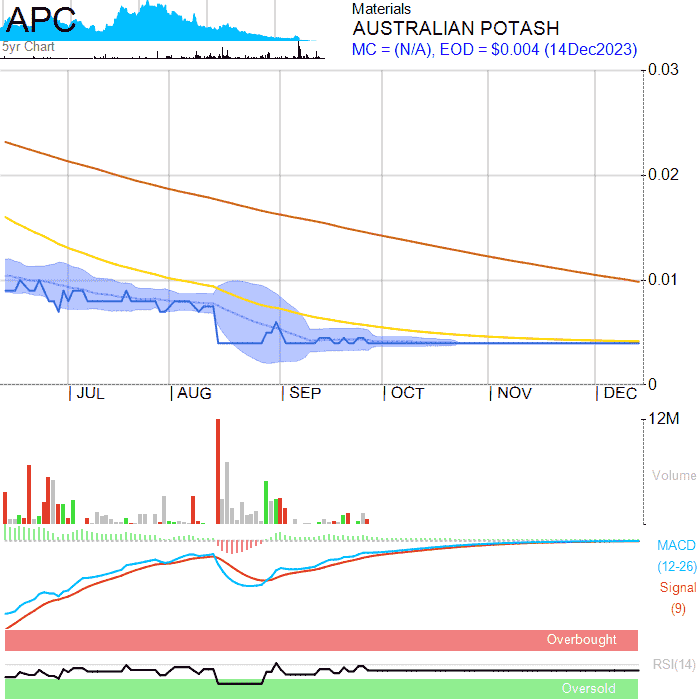 APC
5yr Chart
Materials
AUSTRALIAN POTASH
MC = (N/A), EOD = $0.004 (14Dec2023)
0.03
0.02
0.01
0
JUL AUG SEP OCT NOV DEC
12M
Volume
MACD
(12-26)
Signal
(9)
Overbought
RSI(14)
Oversold